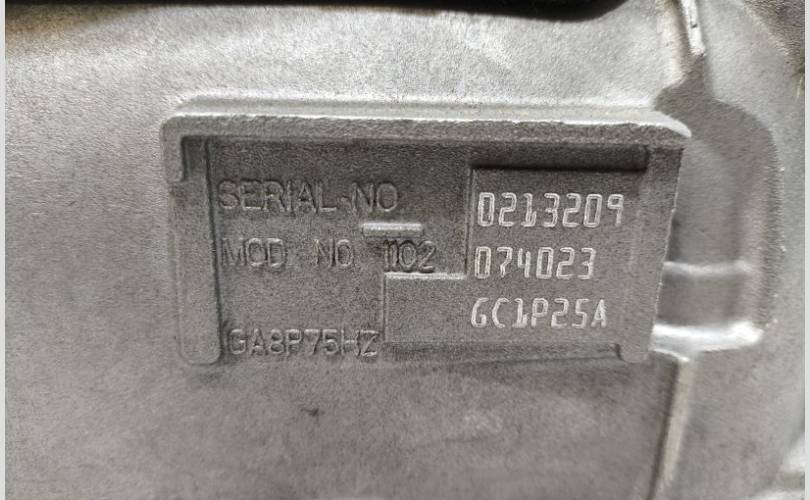 SERIAL NO 0213209
MOD NO 1102 074023
GC1P25A
GA8P75HZ